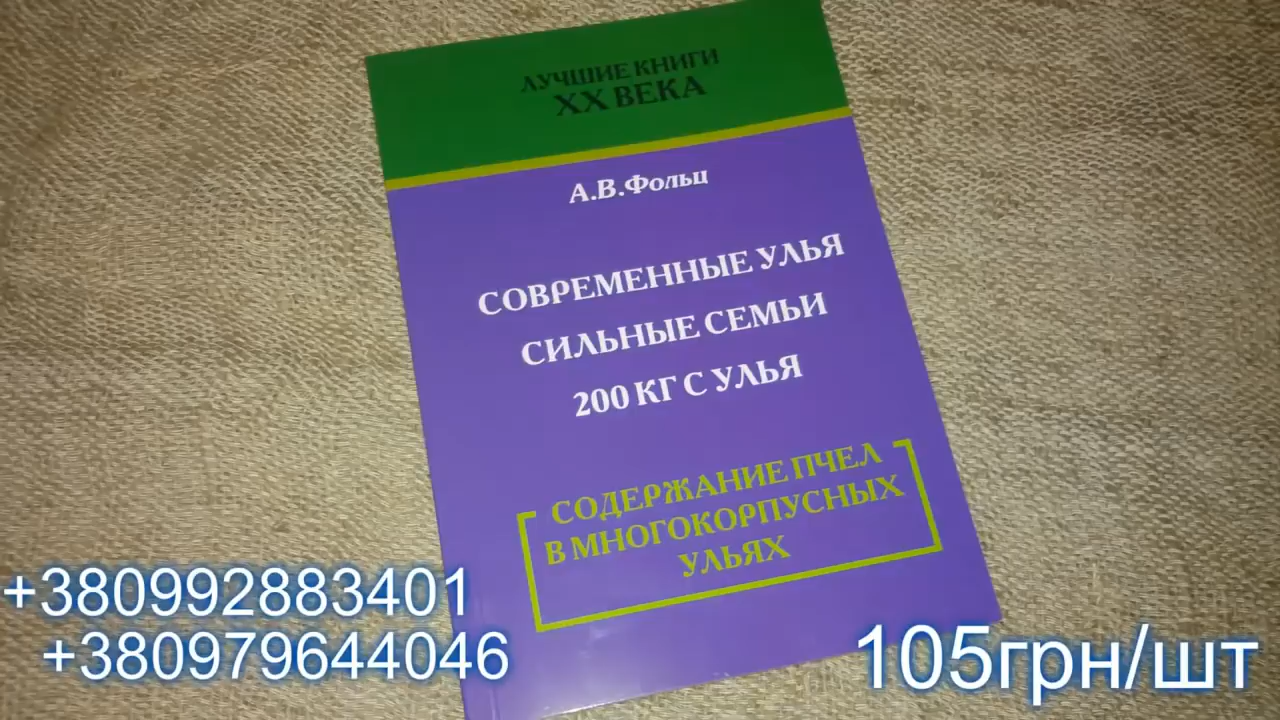 ЛУЧШИЕ КНИГИ
XX ВЕКА
А.В.Фольц
СОВРЕМЕННЫЕ УЛЬЯ
СИЛЬНЫЕ СЕМЬИ
200 КГ С УЛЬЯ
СОДЕРЖАНИЕ ПЧЕЛ
В МНОГОКОРПУСНЫХ
УЛЬЯХ
+380992883401
+380979644046
105грн/шт